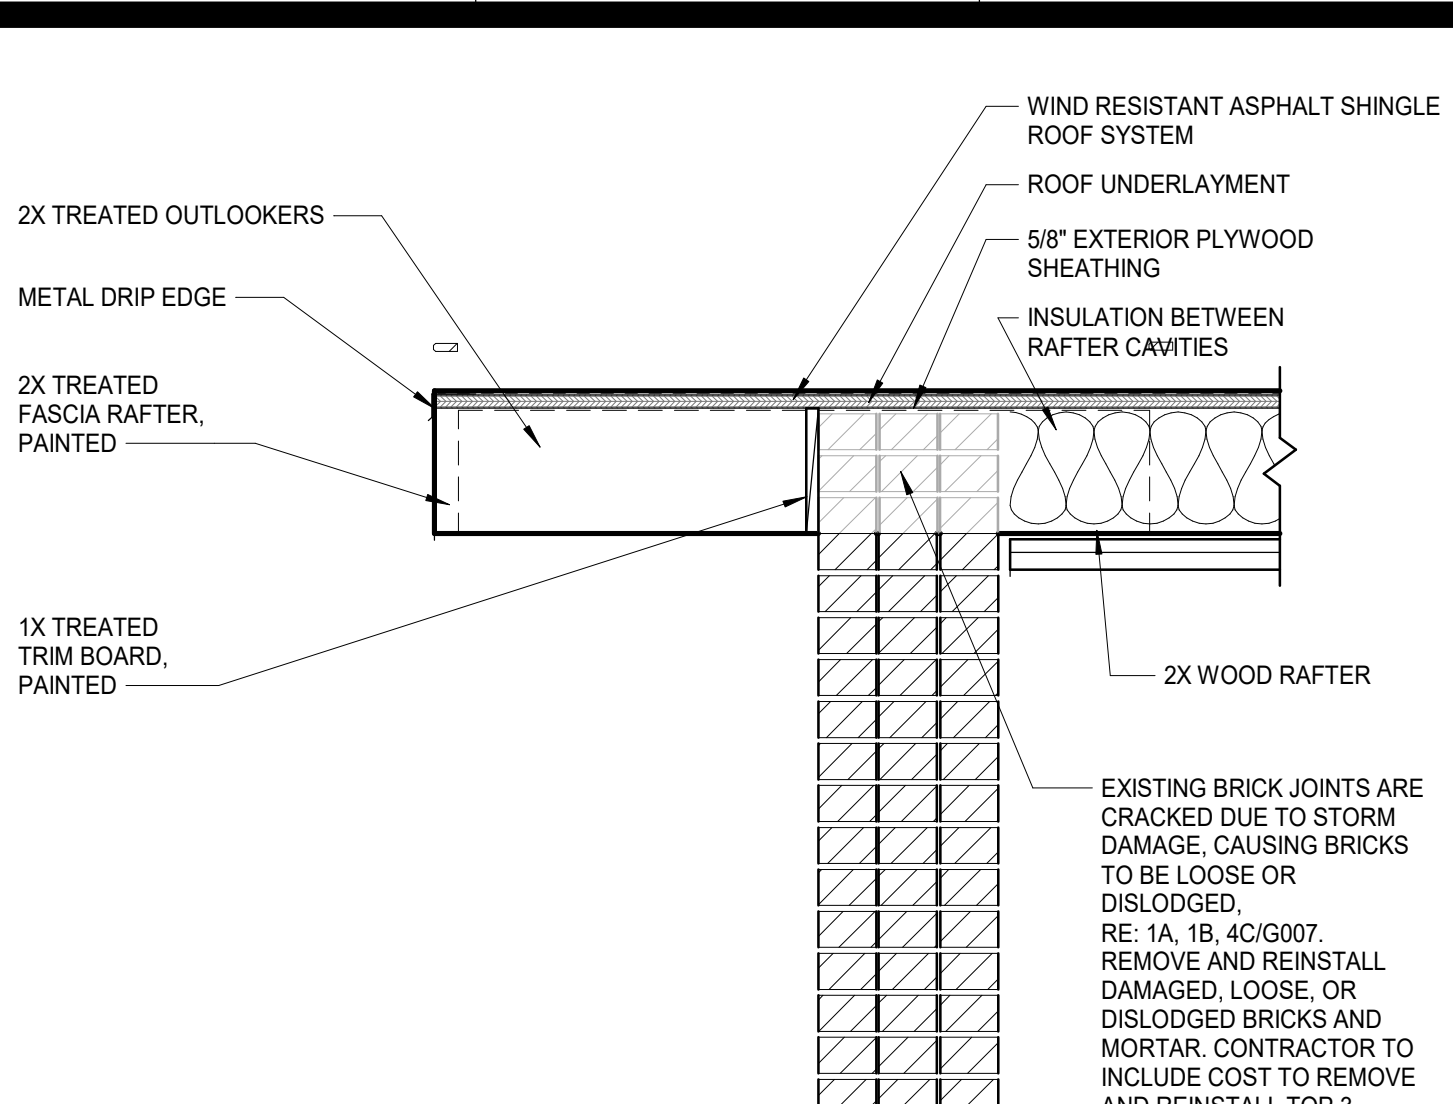 WIND RESISTANT ASPHALT SHINGLE
ROOF SYSTEM
ROOF UNDERLAYMENT
5/8" EXTERIOR PLYWOOD
SHEATHING
INSULATION BETWEEN
RAFTER CAVITIES
2X TREATED OUTLOOKERS
METAL DRIP EDGE
2X TREATED
FASCIA RAFTER,
PAINTED
1X TREATED
TRIM BOARD,
PAINTED
2X WOOD RAFTER
EXISTING BRICK JOINTS ARE
CRACKED DUE TO STORM
DAMAGE, CAUSING BRICKS
TO BE LOOSE OR
DISLODGED,
RE: 1A, 1B, 4C/G007.
REMOVE AND REINSTALL
DAMAGED, LOOSE, OR
DISLODGED BRICKS AND
MORTAR. CONTRACTOR TO
INCLUDE COST TO REMOVE
AND REINSTALL TOP